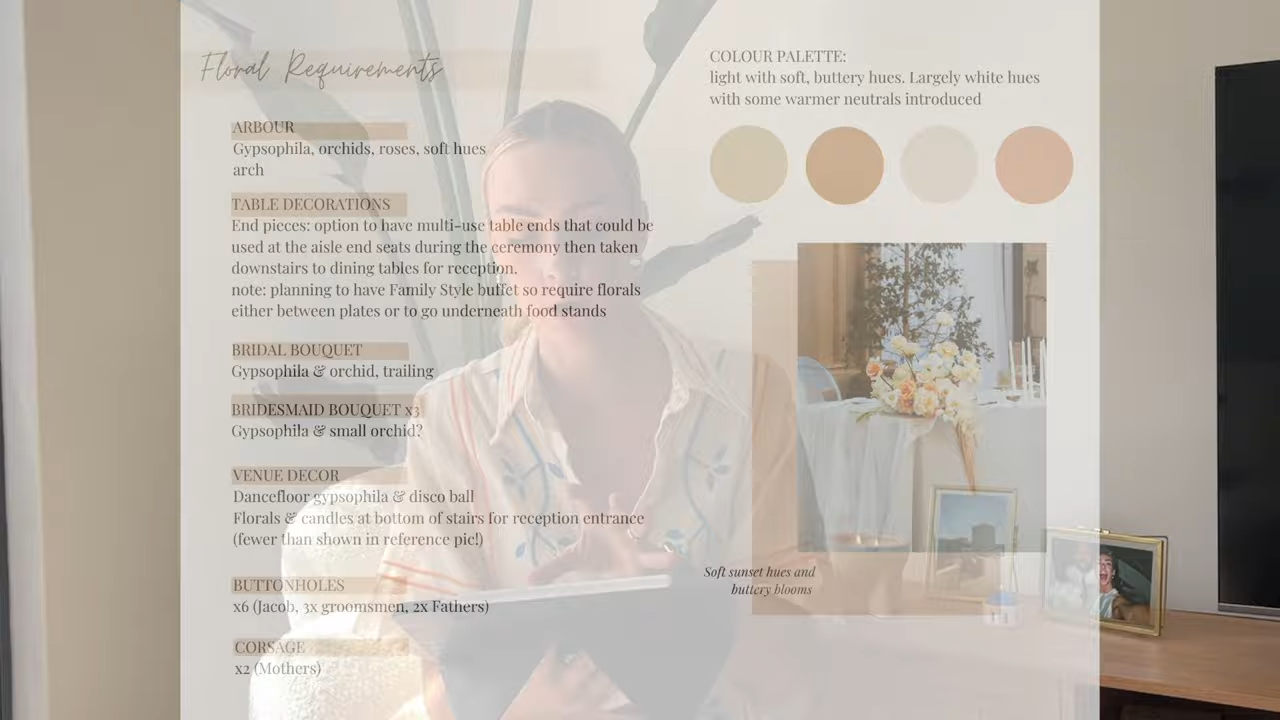 Floral Requirements
ARBOUR
Gypsophila, orchids, roses, soft hues
arch
TABLE DECORATIONS
End pieces: option to have multi-use table ends that could be
used at the aisle end seats during the ceremony then taken
downstairs to dining tables for reception.
note: planning to have Family Style buffet so require florals
either between plates or to go underneath food stands
BRIDAL BOUQUET
Gypsophila & orchid, trailing
BRIDESMAID BOUQUET x3
Gypsophila & small orchid?
VENUE DECOR
Dancefloor gypsophila & disco ball
Florals & candles at bottom of stairs for reception entrance
(fewer than shown in reference pic!)
BUTTONHOLES
x6 (Jacob, 3x groomsmen, 2x Fathers)
CORSAGE
x2 (Mothers)
COLOUR PALETTE:
light with soft, buttery hues. Largely white hues
with some warmer neutrals introduced
Soft sunset hues and
buttery blooms